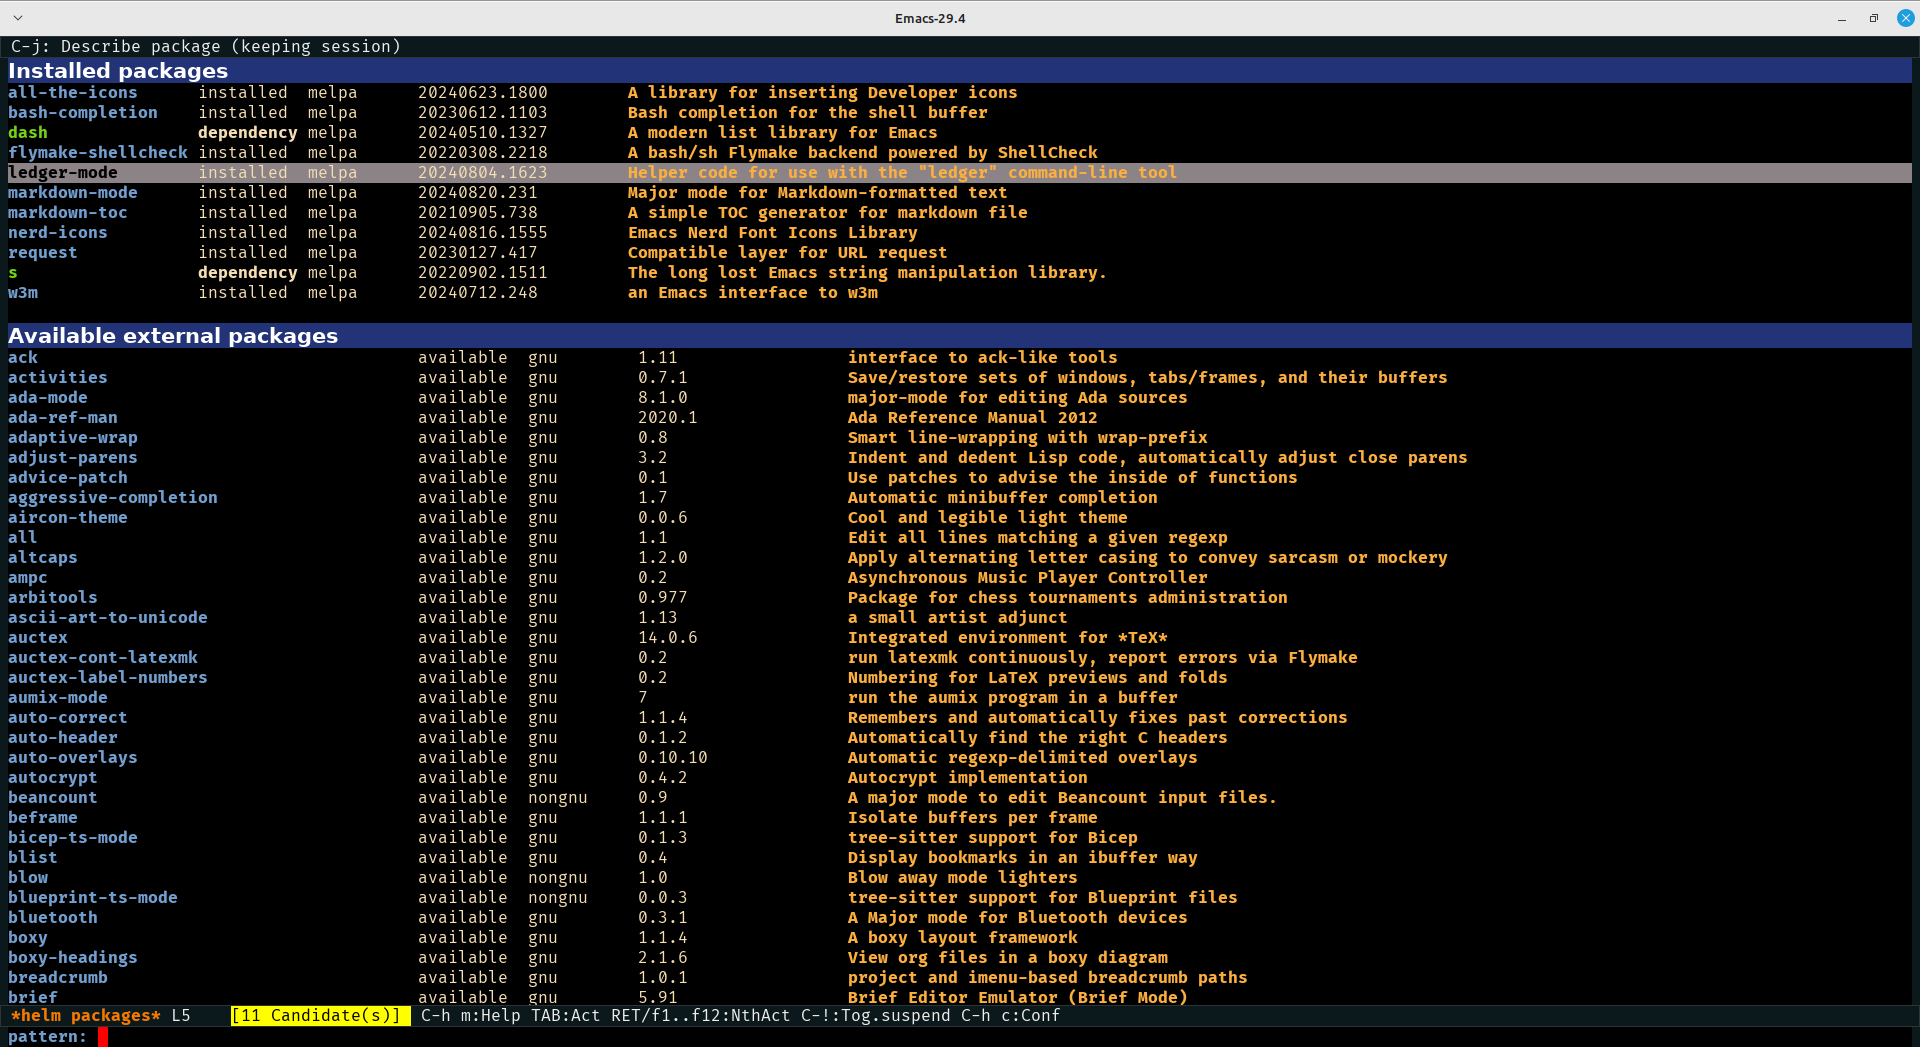 Emacs-29.4
C-j: Describe package (keeping session)
Installed packages
all-the-icons installed melpa 20240623.1800 A library for inserting Developer icons
bash-completion installed melpa 20230612.1103 Bash completion for the shell buffer
dash dependency melpa 20240510.1327 A modern list library for Emacs
flymake-shellcheck installed melpa 20220308.2218 A bash/sh Flymake backend powered by ShellCheck
ledger-mode installed melpa 20240804.1623 Helper code for use with the "ledger" command-line tool
markdown-mode installed melpa 20240820.231 Major mode for Markdown-formatted text
markdown-toc installed melpa 20210905.738 A simple TOC generator for markdown file
nerd-icons installed melpa 20240816.1555 Emacs Nerd Font Icons Library
request installed melpa 20230127.417 Compatible layer for URL request
s dependency melpa 20220902.1511 The long lost Emacs string manipulation library.
w3m installed melpa 20240712.248 an Emacs interface to w3m
Available external packages
ack available gnu 1.11 interface to ack-like tools
activities available gnu 0.7.1 Save/restore sets of windows, tabs/frames, and their buffers
ada-mode available gnu 8.1.0 major-mode for editing Ada sources
ada-ref-man available gnu 2020.1 Ada Reference Manual 2012
adaptive-wrap available gnu 0.8 Smart line-wrapping with wrap-prefix
adjust-parens available gnu 3.2 Indent and dedent Lisp code, automatically adjust close parens
advice-patch available gnu 0.1 Use patches to advise the inside of functions
aggressive-completion available gnu 1.7 Automatic minibuffer completion
aircon-theme available gnu 0.0.6 Cool and legible light theme
all available gnu 1.1 Edit all lines matching a given regexp
altcaps available gnu 1.2.0 Apply alternating letter casing to convey sarcasm or mockery
ampc available gnu 0.2 Asynchronous Music Player Controller
arbitools available gnu 0.977 Package for chess tournaments administration
ascii-art-to-unicode available gnu 1.13 a small artist adjunct
auctex available gnu 14.0.6 Integrated environment for *TeX*
auctex-cont-latexmk available gnu 0.2 run latexmk continuously, report errors via Flymake
auctex-label-numbers available gnu 0.2 Numbering for LaTeX previews and folds
aumix-mode available gnu 7 run the aumix program in a buffer
auto-correct available gnu 1.1.4 Remembers and automatically fixes past corrections
auto-header available gnu 0.1.2 Automatically find the right C headers
auto-overlays available gnu 0.10.10 Automatic regexp-delimited overlays
autocrypt available gnu 0.4.2 Autocrypt implementation
beancount available nongnu 0.9 A major mode to edit Beancount input files.
beframe available gnu 1.1.1 Isolate buffers per frame
bicep-ts-mode available gnu 0.1.3 tree-sitter support for Bicep
blist available gnu 0.4 Display bookmarks in an ibuffer way
blow available nongnu 1.0 Blow away mode lighters
blueprint-ts-mode available nongnu 0.0.3 tree-sitter support for Blueprint files
bluetooth available gnu 0.3.1 A Major mode for Bluetooth devices
boxy available gnu 1.1.4 A boxy layout framework
boxy-headings available gnu 2.1.6 View org files in a boxy diagram
breadcrumb available gnu 1.0.1 project and imenu-based breadcrumb paths
brief available gnu 5.91 Brief Editor Emulator (Brief Mode)
*helm packages* L5 [11 Candidate(s)] C-h m:Help TAB:Act RET/f1..f12:NthAct C-!:Tog.suspend C-h c:Conf
pattern: